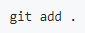 git add .